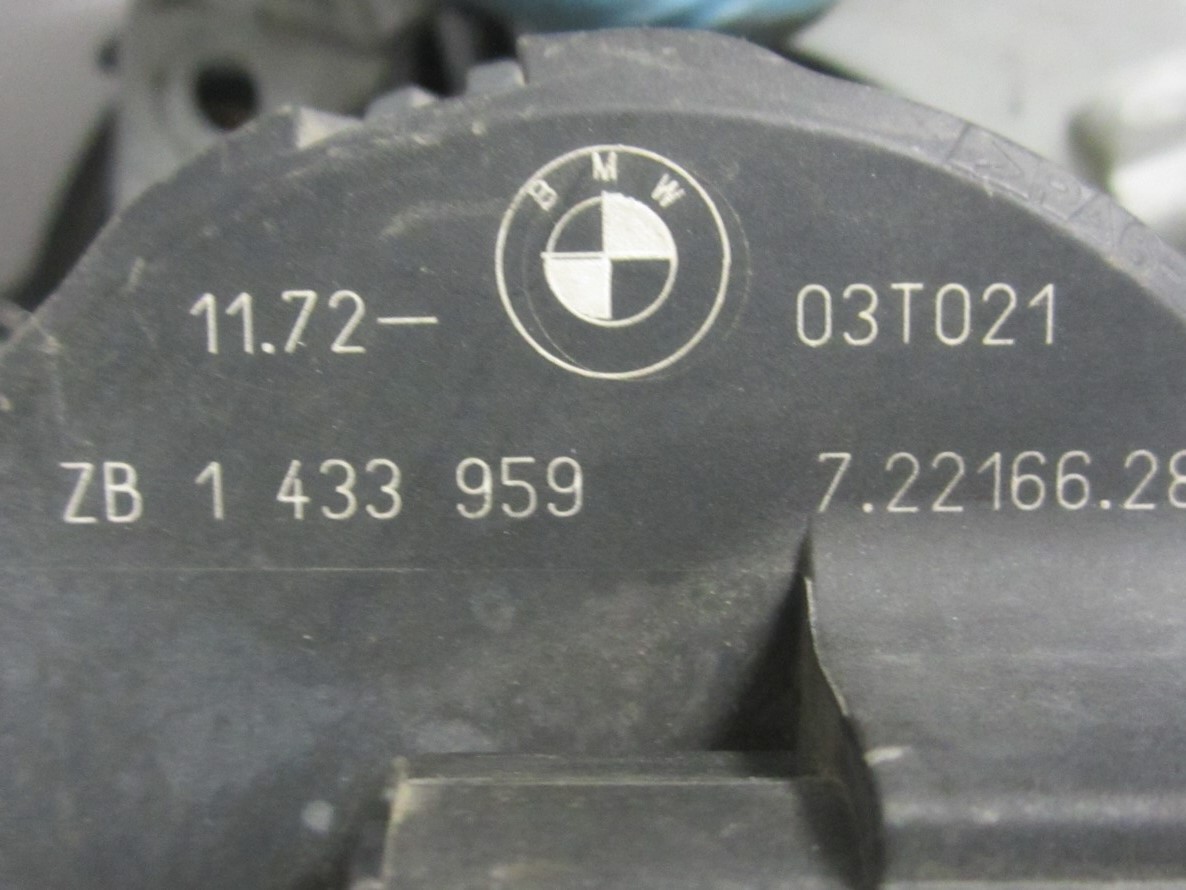 BMW
11.72— 03T021
ZB 1 433 959 7.22166.28